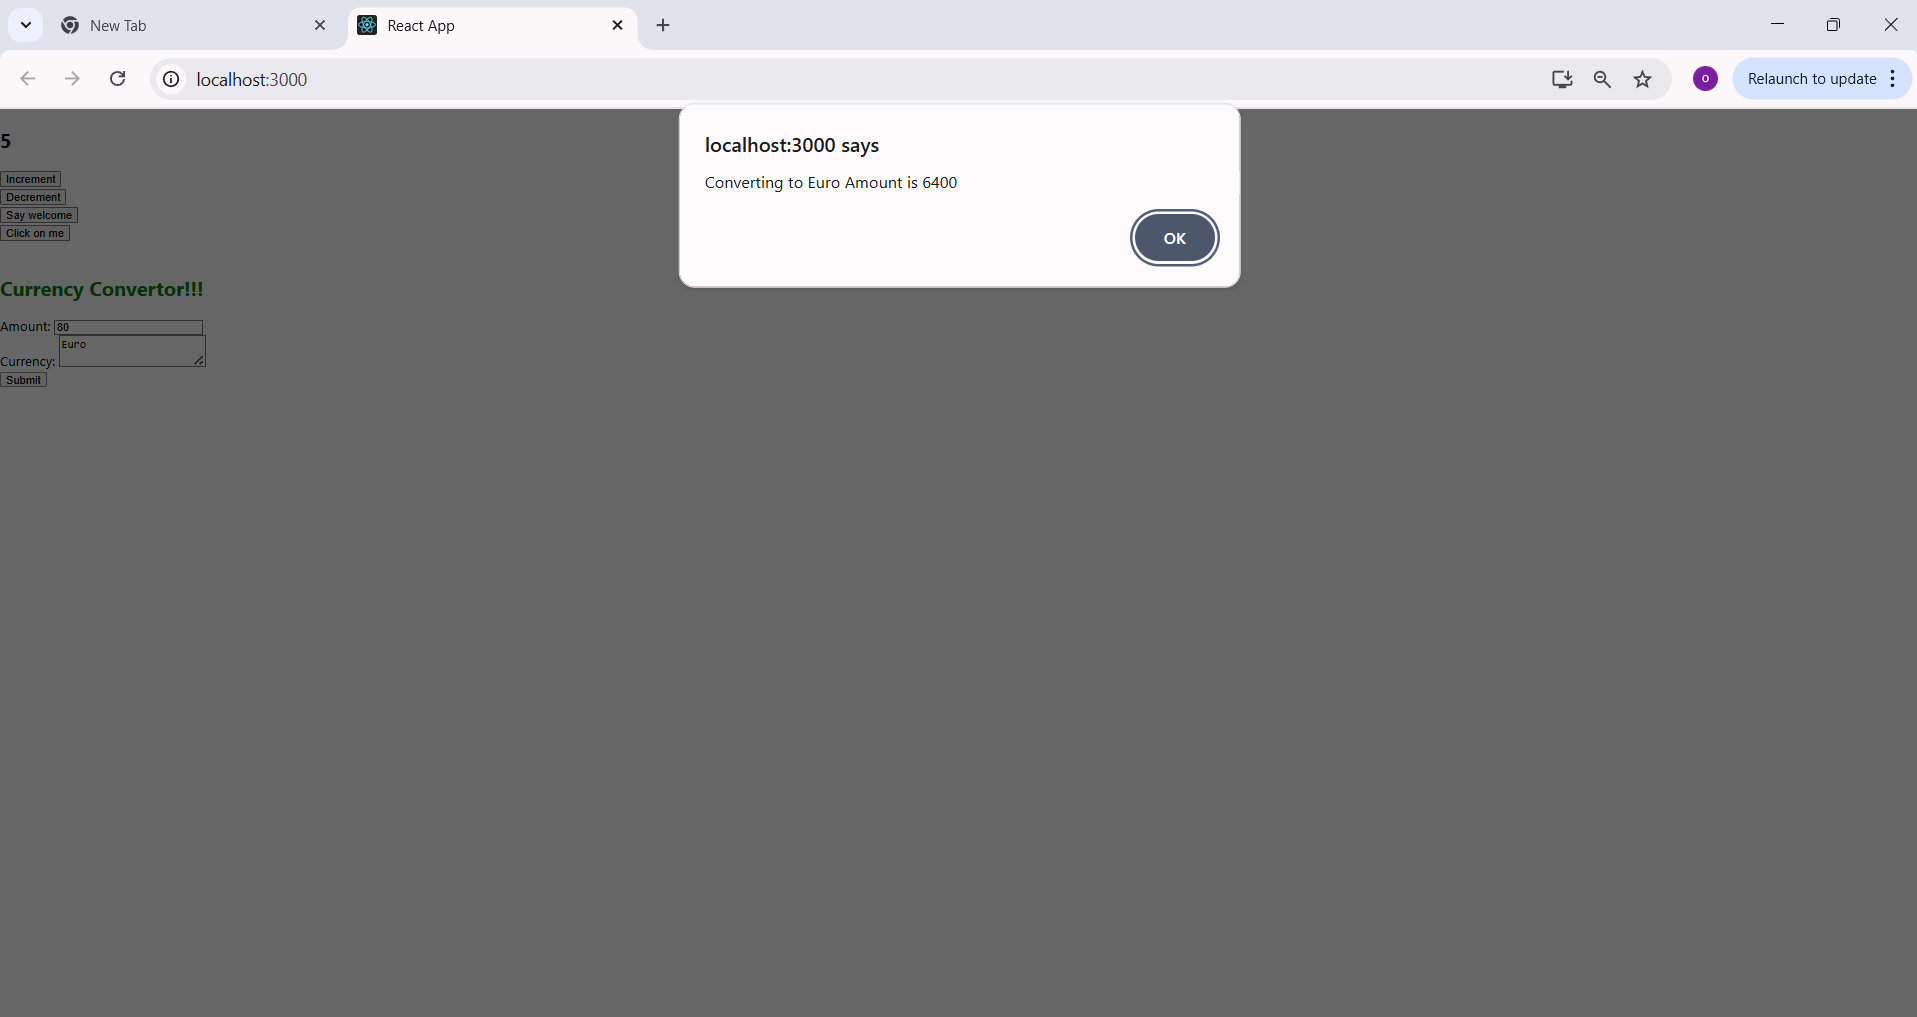 New Tab
React App
localhost:3000
o
Relaunch to update
localhost:3000 says
Converting to Euro Amount is 6400
OK
5
Increment
Decrement
Say welcome
Click on me
Currency Convertor!!!
Amount: 80
Currency: Euro
Submit